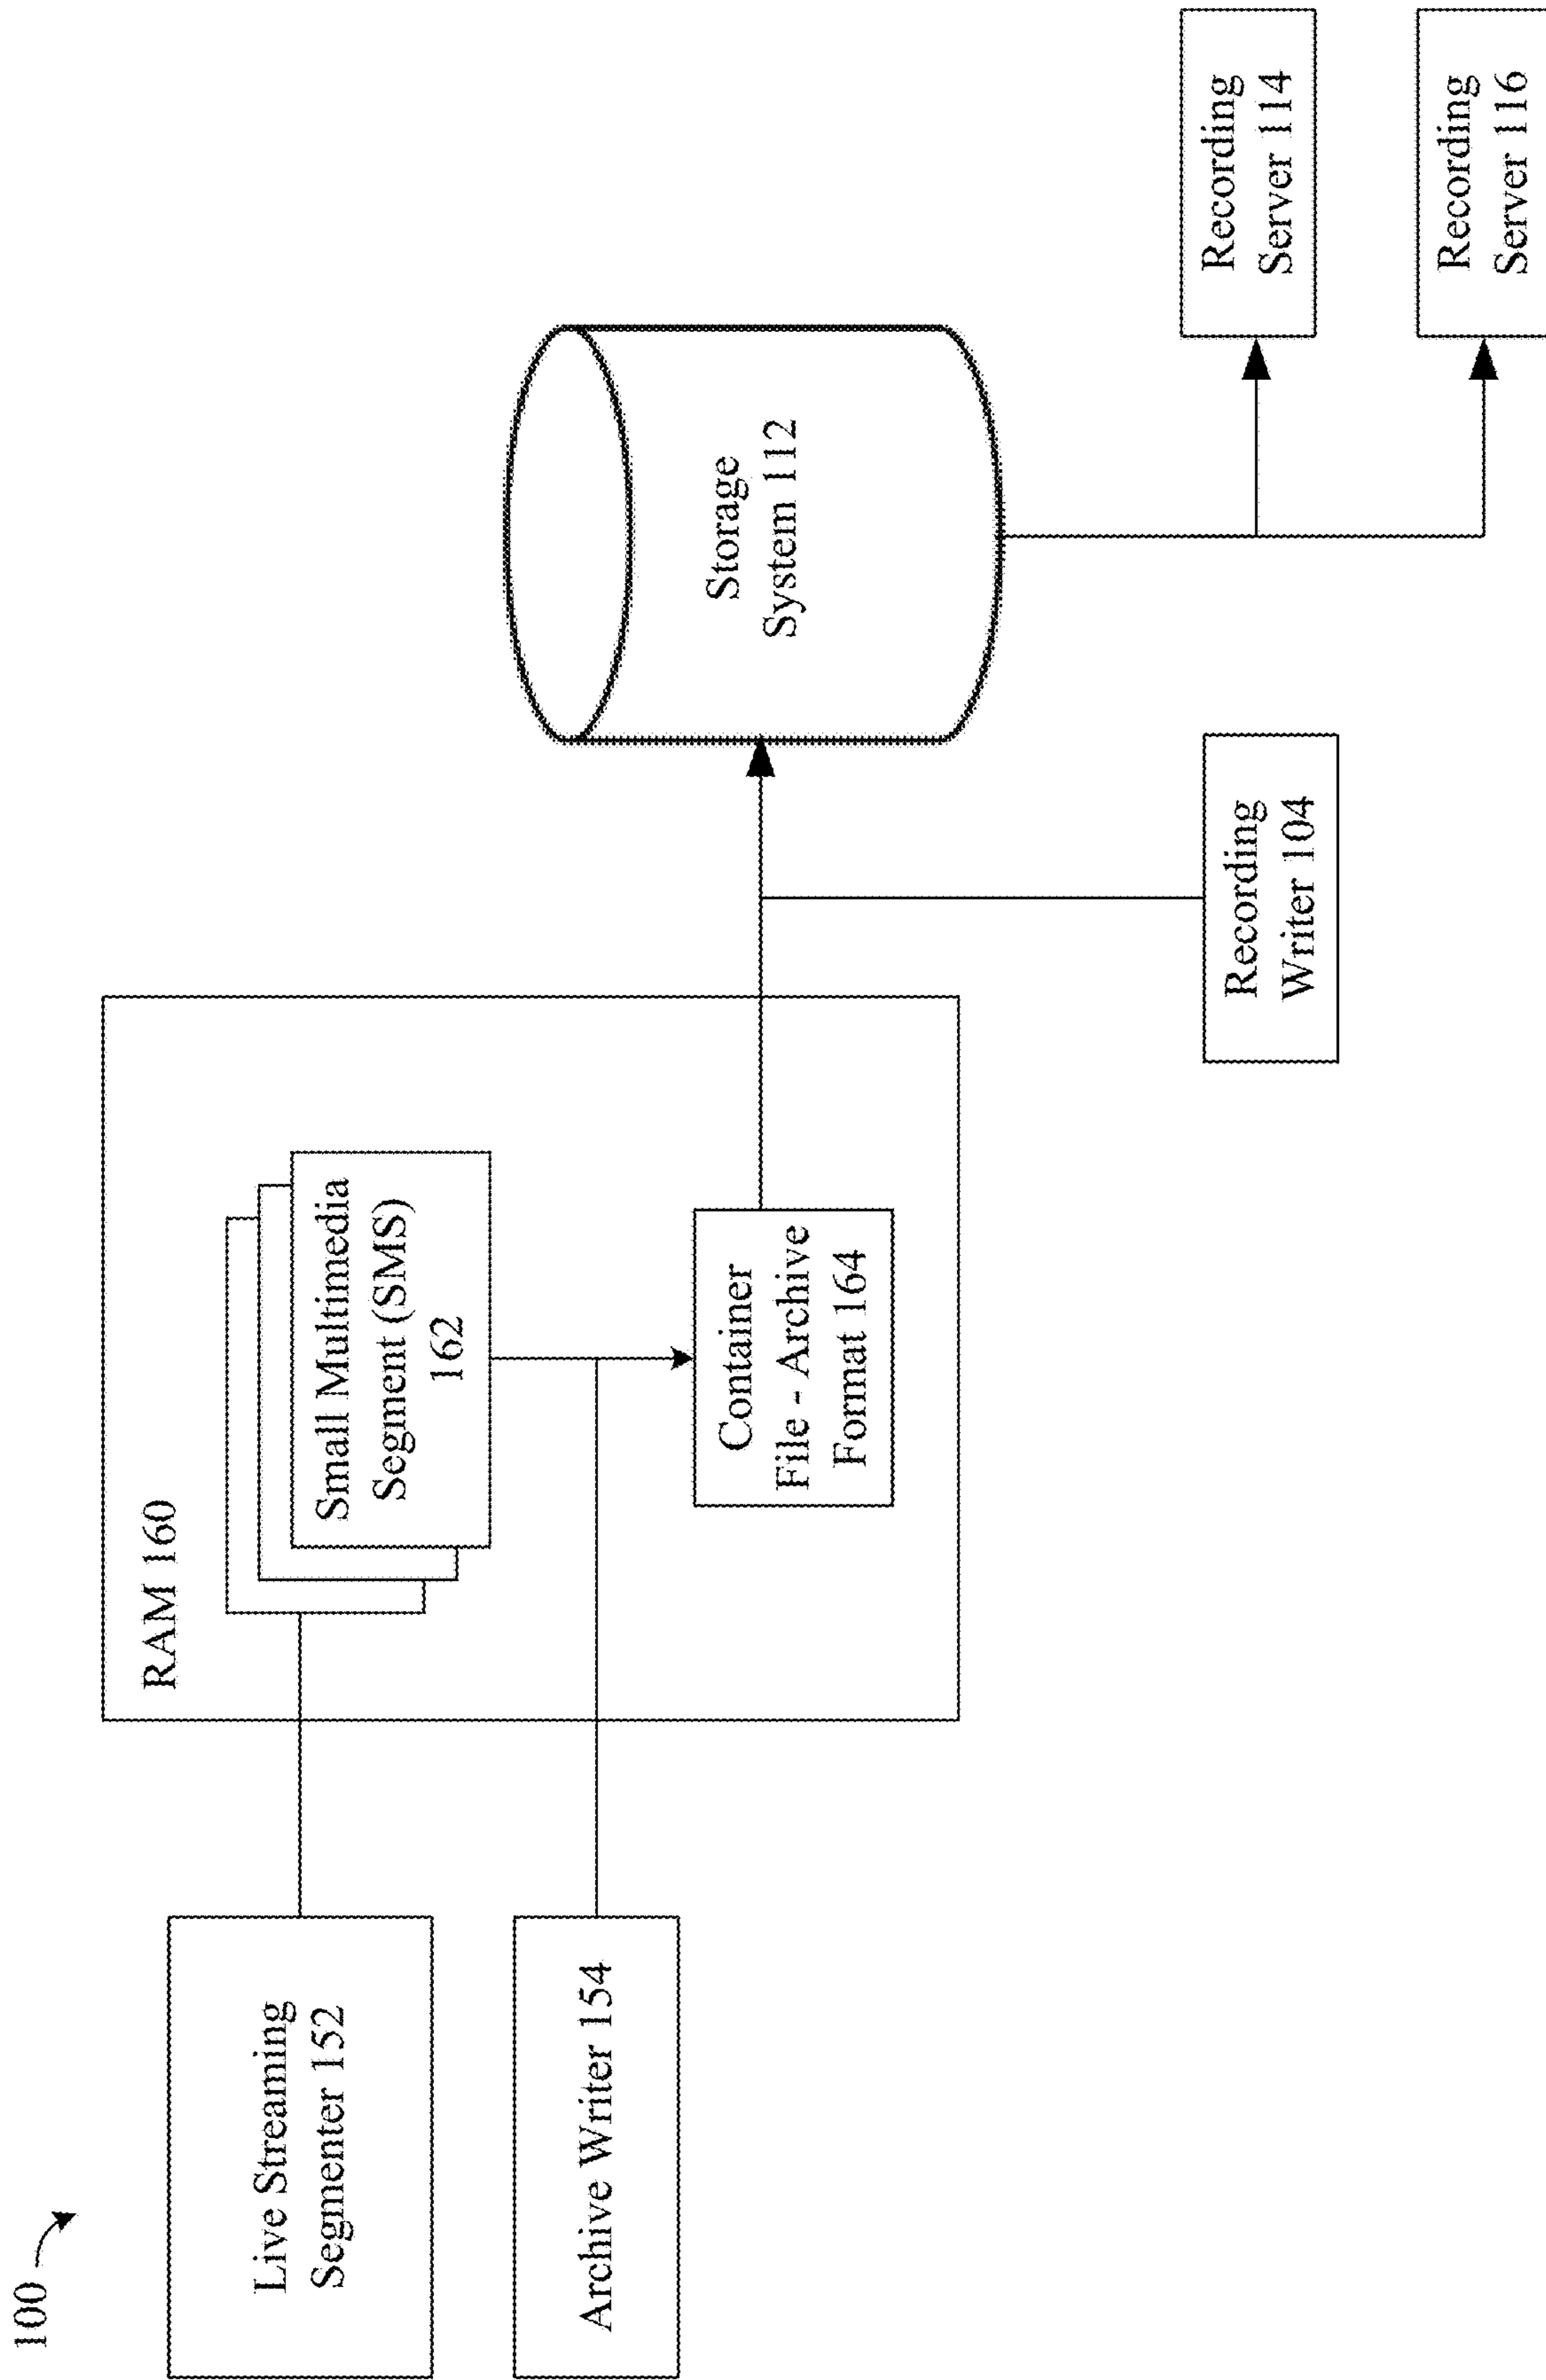 100
Live Streaming
Segmenter 152
Archive Writer 154
RAM 160
Small Multimedia
Segment (SMS)
162
Container
File - Archive
Format 164
Recording
Writer 104
Storage
System 112
Recording
Server 114
Recording
Server 116